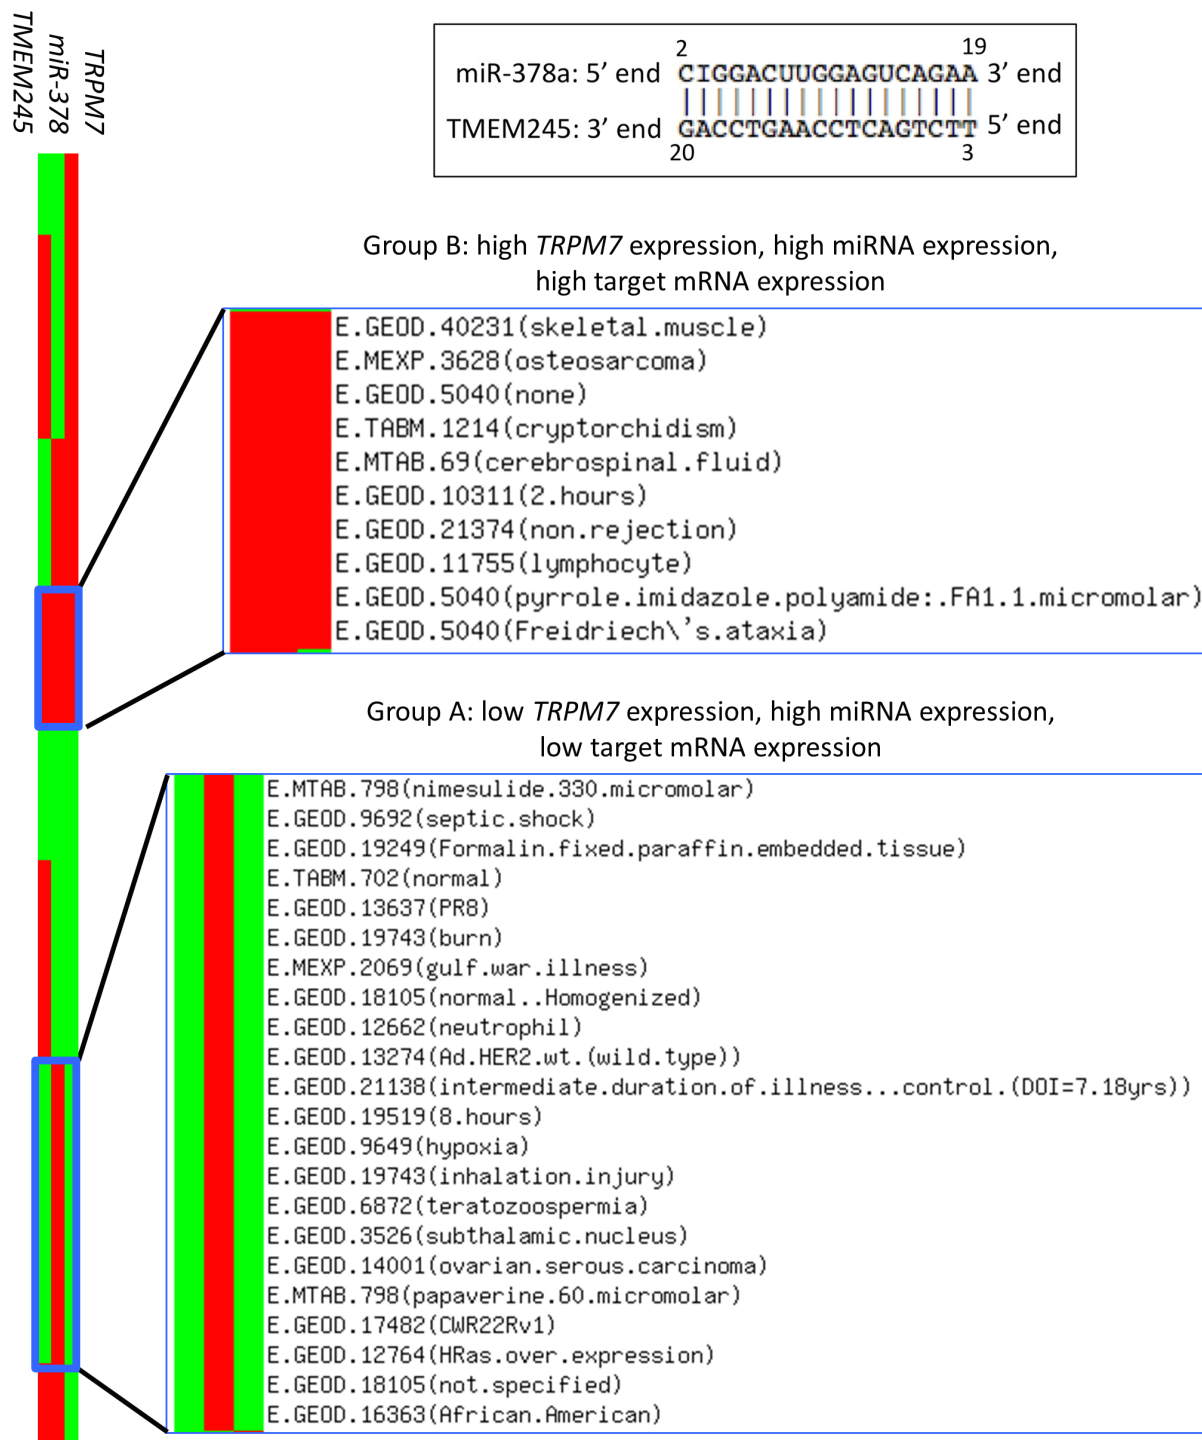 TMEM245
miR-378
TRPM7
2 19
miR-378a: 5’ end CIGGACUUGGAGUCAGAA 3’ end
TMEM245: 3’ end GACCTGAACCTCAGTCTT 5’ end
20 3
Group B: high TRPM7 expression, high miRNA expression,
high target mRNA expression
E.GEOD.40231(skeletal.muscle)
E.MEXP.3628(osteosarcoma)
E.GEOD.5040(none)
E.TABM.1214(cryptorchidism)
E.MTAB.69(cerebrospinal.fluid)
E.GEOD.10311(2.hours)
E.GEOD.21374(non.rejection)
E.GEOD.11755(lymphocyte)
E.GEOD.5040(pyrrole.imidazole.polyamide:.FA1.1.micromolar)
E.GEOD.5040(Freidriech\'s.ataxia)
Group A: low TRPM7 expression, high miRNA expression,
low target mRNA expression
E.MTAB.798(nimesulide.330.micromolar)
E.GEOD.9692(septic.shock)
E.GEOD.19249(Formalin.fixed.paraffin.embedded.tissue)
E.TABM.702(normal)
E.GEOD.13637(PR8)
E.GEOD.19743(burn)
E.MEXP.2069(gulf.war.illness)
E.GEOD.18105(normal..Homogenized)
E.GEOD.12662(neutrophil)
E.GEOD.13274(Ad.HER2.wt.(wild.type))
E.GEOD.21138(intermediate.duration.of.illness...control.(DOI=7.18yrs))
E.GEOD.19519(8.hours)
E.GEOD.9649(hypoxia)
E.GEOD.19743(inhalation.injury)
E.GEOD.6872(teratozoospermia)
E.GEOD.3526(subthalamic.nucleus)
E.GEOD.14001(ovarian.serous.carcinoma)
E.MTAB.798(papaverine.60.micromolar)
E.GEOD.17482(CWR22Rv1)
E.GEOD.12764(HRas.over.expression)
E.GEOD.18105(not.specified)
E.GEOD.16363(African.American)